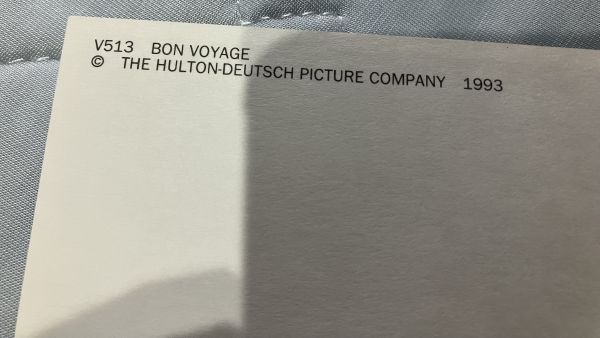 V513 BON VOYAGE
© THE HULTON-DEUTSCH PICTURE COMPANY 1993